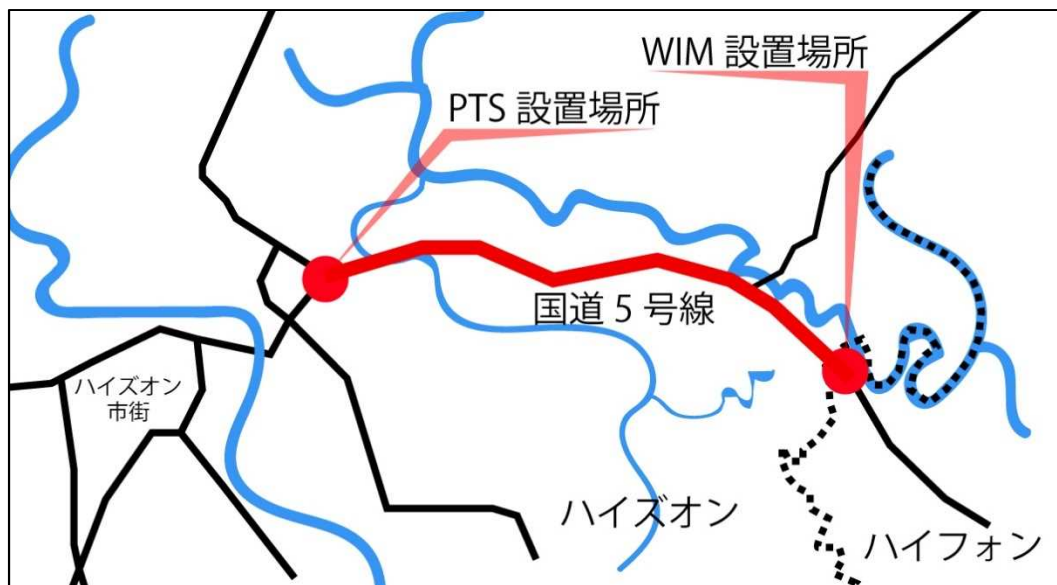 WIM 設置場所
PTS 設置場所
国道 5 号線
ハイズオン
市街
ハイズオン
ハイフォン